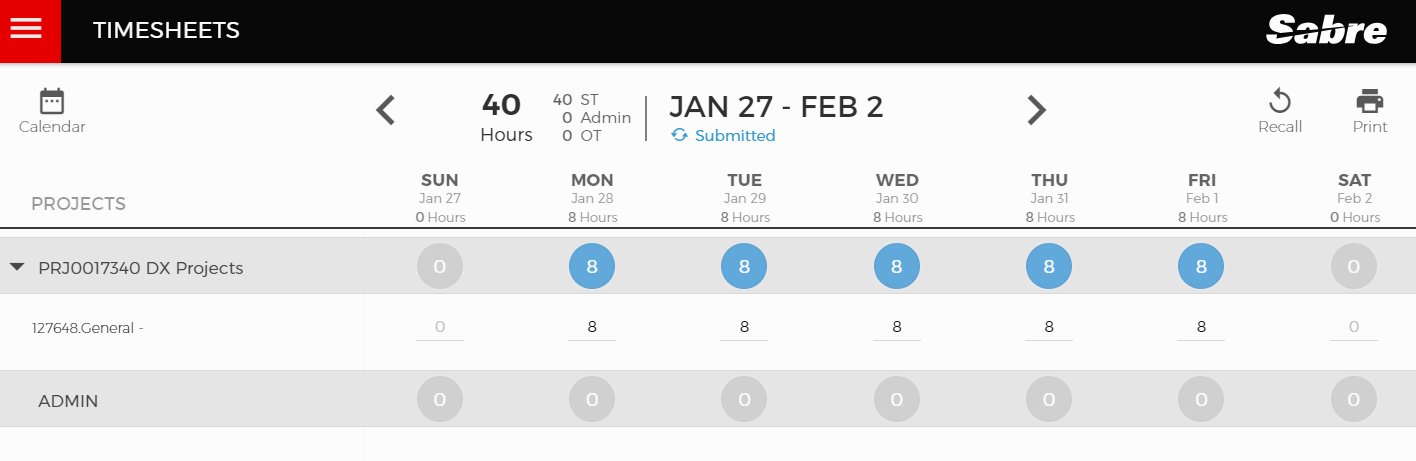 TIMESHEETS
Sabre
Calendar
40 Hours
40 ST
0 Admin
0 OT
JAN 27 - FEB 2
Submitted
Recall
Print
PROJECTS
SUN MON TUE WED THU FRI SAT
Jan 27 Jan 28 Jan 29 Jan 30 Jan 31 Feb 1 Feb 2
0 Hours 8 Hours 8 Hours 8 Hours 8 Hours 8 Hours 0 Hours
PRJ0017340 DX Projects 0 8 8 8 8 8 0
127648.General - 0 8 8 8 8 8 0
ADMIN 0 0 0 0 0 0 0